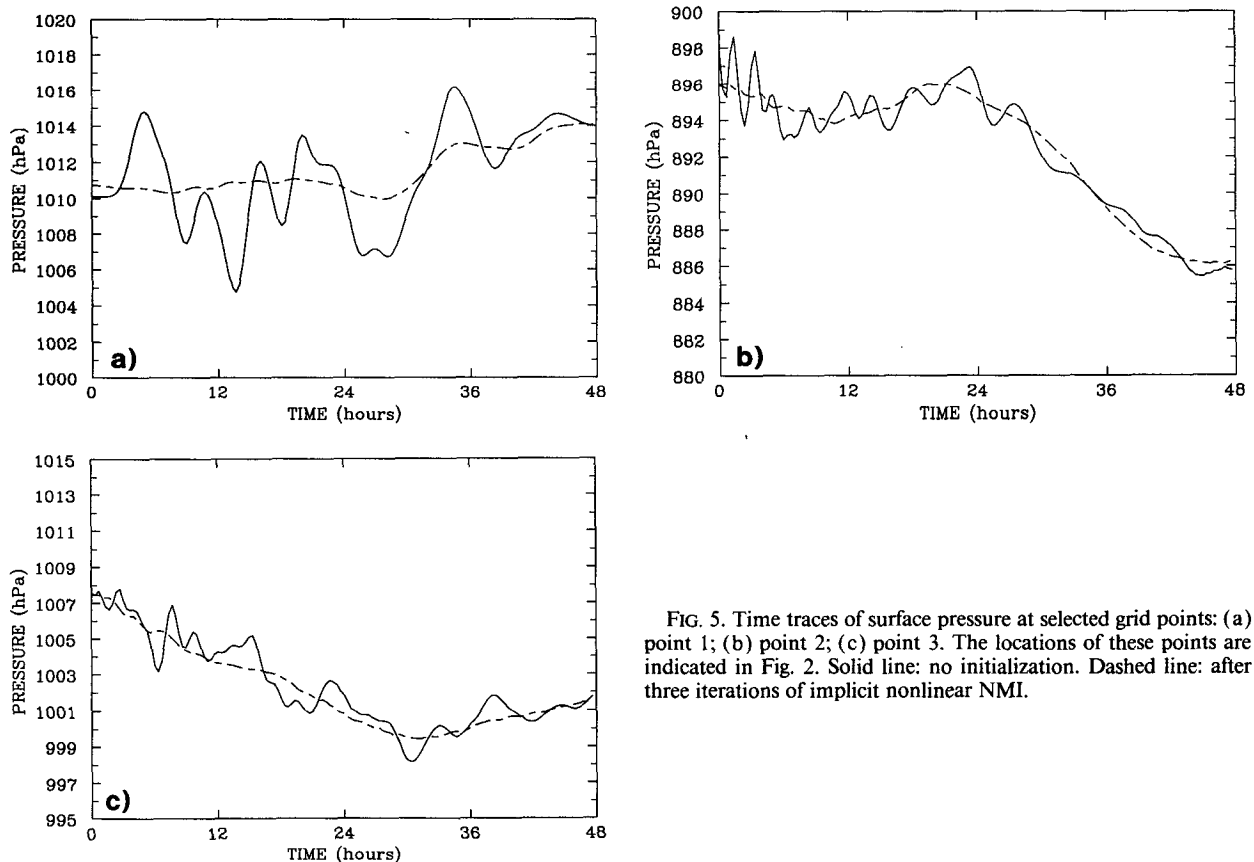 1020
1018
1016
1014
1012
1010
1008
1006
1004
1002
1000
PRESSURE (hPa)
a)
0 12 24 36 48
TIME (hours)
900
898
896
894
892
890
888
886
884
882
880
PRESSURE (hPa)
b)
0 12 24 36 48
TIME (hours)
1015
1013
1011
1009
1007
1005
1003
1001
999
997
995
PRESSURE (hPa)
c)
0 12 24 36 48
TIME (hours)
FIG. 5. Time traces of surface pressure at selected grid points: (a)
point 1; (b) point 2; (c) point 3. The locations of these points are
indicated in Fig. 2. Solid line: no initialization. Dashed line: after
three iterations of implicit nonlinear NMI.